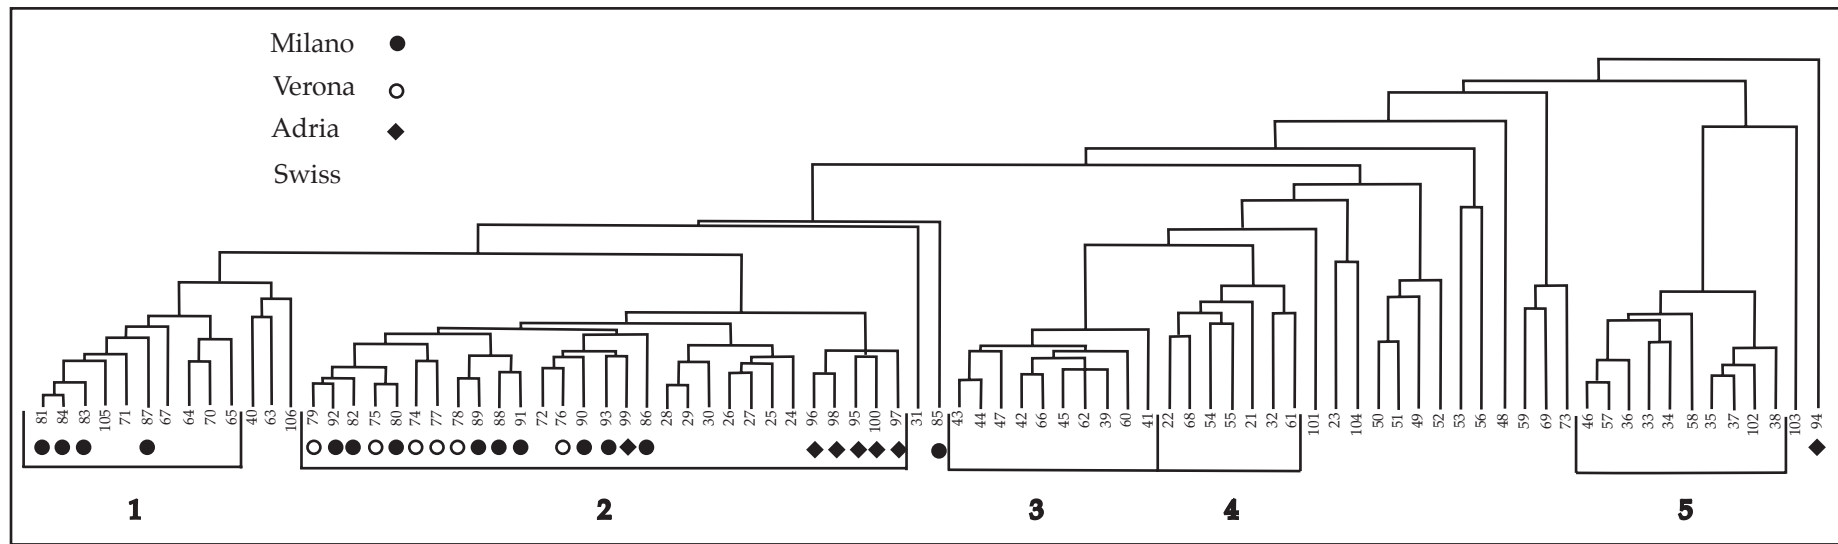 Milano
Verona
Adria
Swiss
81 84 83 105 71 87 67 64 70 65 40 63 106 79 92 82 75 80 74 77 78 89 88 91 72 76 90 93 99 86 28 29 30 26 27 25 24 96 98 95 100 97 31 85 43 44 47 42 66 45 62 39 60 41 22 68 54 55 21 32 61 101 23 104 50 51 49 52 53 56 48 59 69 73 46 57 36 33 34 58 35 37 102 38 103 94
1 2 3 4 5